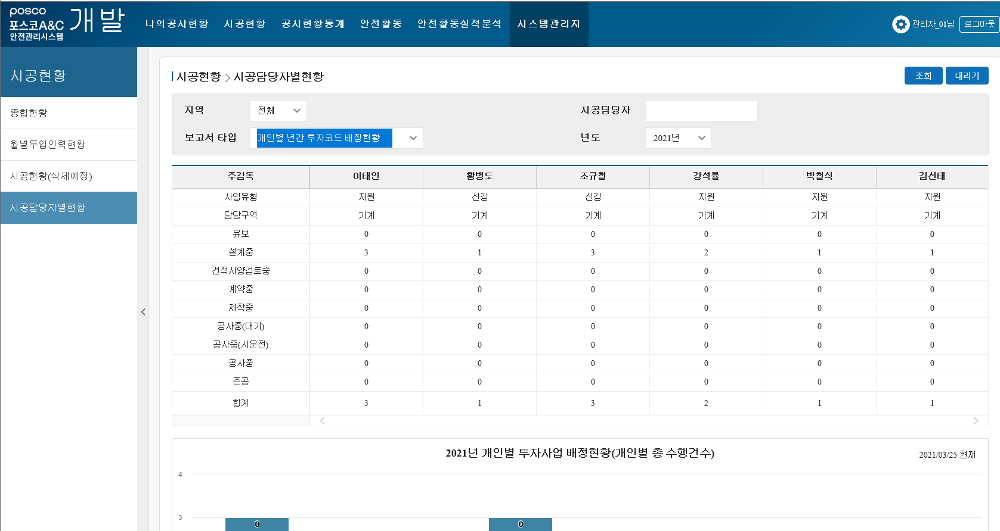 posco
포스코A&C 개발
안전관리시스템
나의공사현황 시공현황 공사현황통계 안전활동 안전활동실적분석 시스템관리자
관리자_01님 로그아웃
시공현황
종합현황
월별투입인력현황
시공현황(삭제예정)
시공담당자별현황
시공현황 > 시공담당자별현황
조회 내리기
지역 전체 시공담당자
보고서 타입 개인별 년간 투자코드 배정현황 년도 2021년
주감독 이태인 황병도 조규철 강석률 박철식 김선태
사업유형 지원 선강 선강 지원 지원 지원
담당구역 기계 기계 기계 기계 기계 기계
유보 0 0 0 0 0 0
설계중 3 1 3 2 1 1
견적사양검토중 0 0 0 0 0 0
계약중 0 0 0 0 0 0
제작중 0 0 0 0 0 0
공사중(대기) 0 0 0 0 0 0
공사중(시운전) 0 0 0 0 0 0
공사중 0 0 0 0 0 0
준공 0 0 0 0 0 0
합계 3 1 3 2 1 1
2021년 개인별 투자사업 배정현황(개인별 총 수행건수)
2021/03/25 현재
4
3
0 0